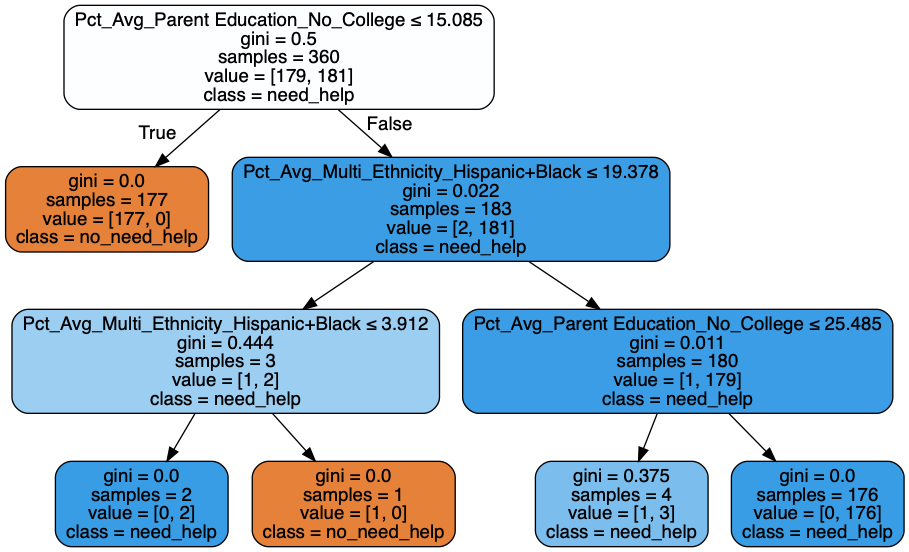 Pct_Avg_Parent Education_No_College ≤ 15.085
gini = 0.5
samples = 360
value = [179, 181]
class = need_help
True
False
gini = 0.0
samples = 177
value = [177, 0]
class = no_need_help
Pct_Avg_Multi_Ethnicity_Hispanic+Black ≤ 19.378
gini = 0.022
samples = 183
value = [2, 181]
class = need_help
Pct_Avg_Multi_Ethnicity_Hispanic+Black ≤ 3.912
gini = 0.444
samples = 3
value = [1, 2]
class = need_help
Pct_Avg_Parent Education_No_College ≤ 25.485
gini = 0.011
samples = 180
value = [1, 179]
class = need_help
gini = 0.0
samples = 2
value = [0, 2]
class = need_help
gini = 0.0
samples = 1
value = [1, 0]
class = no_need_help
gini = 0.375
samples = 4
value = [1, 3]
class = need_help
gini = 0.0
samples = 176
value = [0, 176]
class = need_help